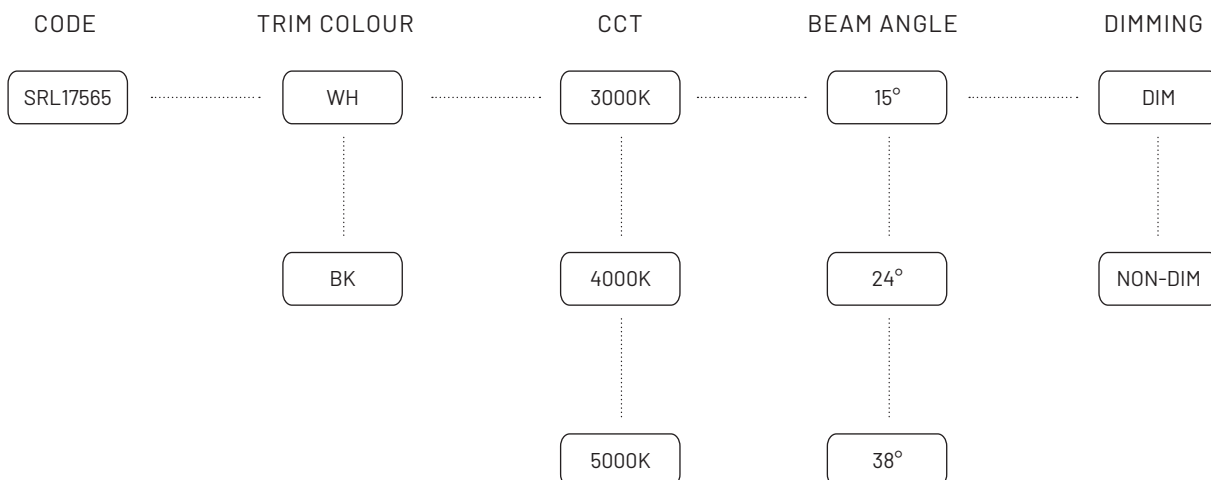 CODE TRIM COLOUR CCT BEAM ANGLE DIMMING
SRL17565 WH 3000K 15° DIM
BK 4000K 24° NON-DIM
5000K 38°